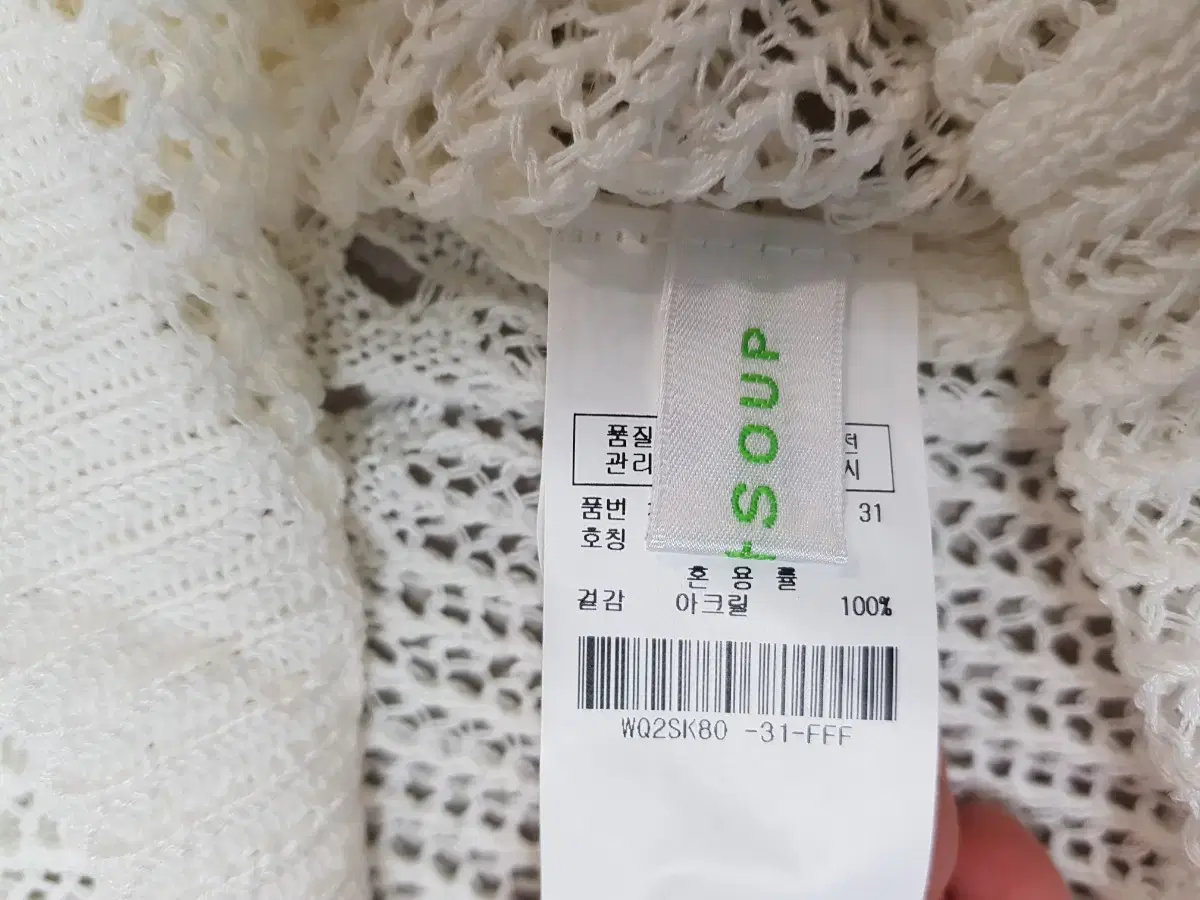 SOUP
품질
관리
품번 31
호칭
혼 용 률
겉감 아크릴 100%
WQ2SK80 -31-FFF